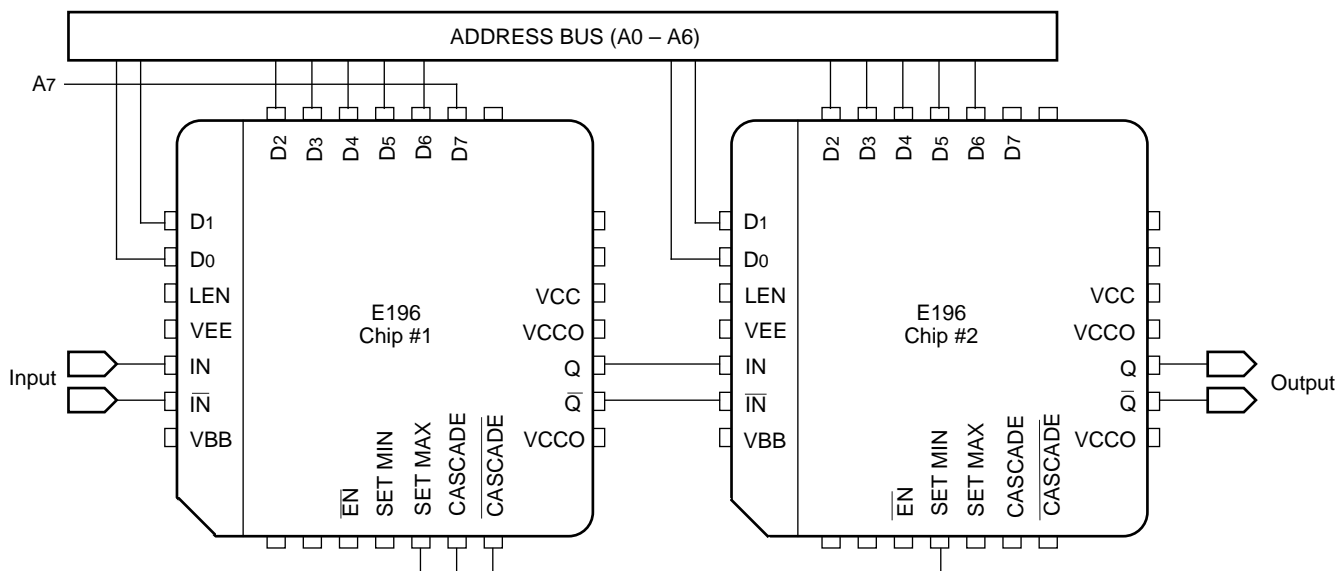 ADDRESS BUS (A0 – A6)
A7
D2 D3 D4 D5 D6 D7
D2 D3 D4 D5 D6 D7
D1
D0
LEN
VEE
IN
IN
VBB
E196
Chip #1
VCC
VCCO
Q
Q
VCCO
EN
SET MIN
SET MAX
CASCADE
CASCADE
Input
D1
D0
LEN
VEE
IN
IN
VBB
E196
Chip #2
VCC
VCCO
Q
Q
VCCO
EN
SET MIN
SET MAX
CASCADE
CASCADE
Output